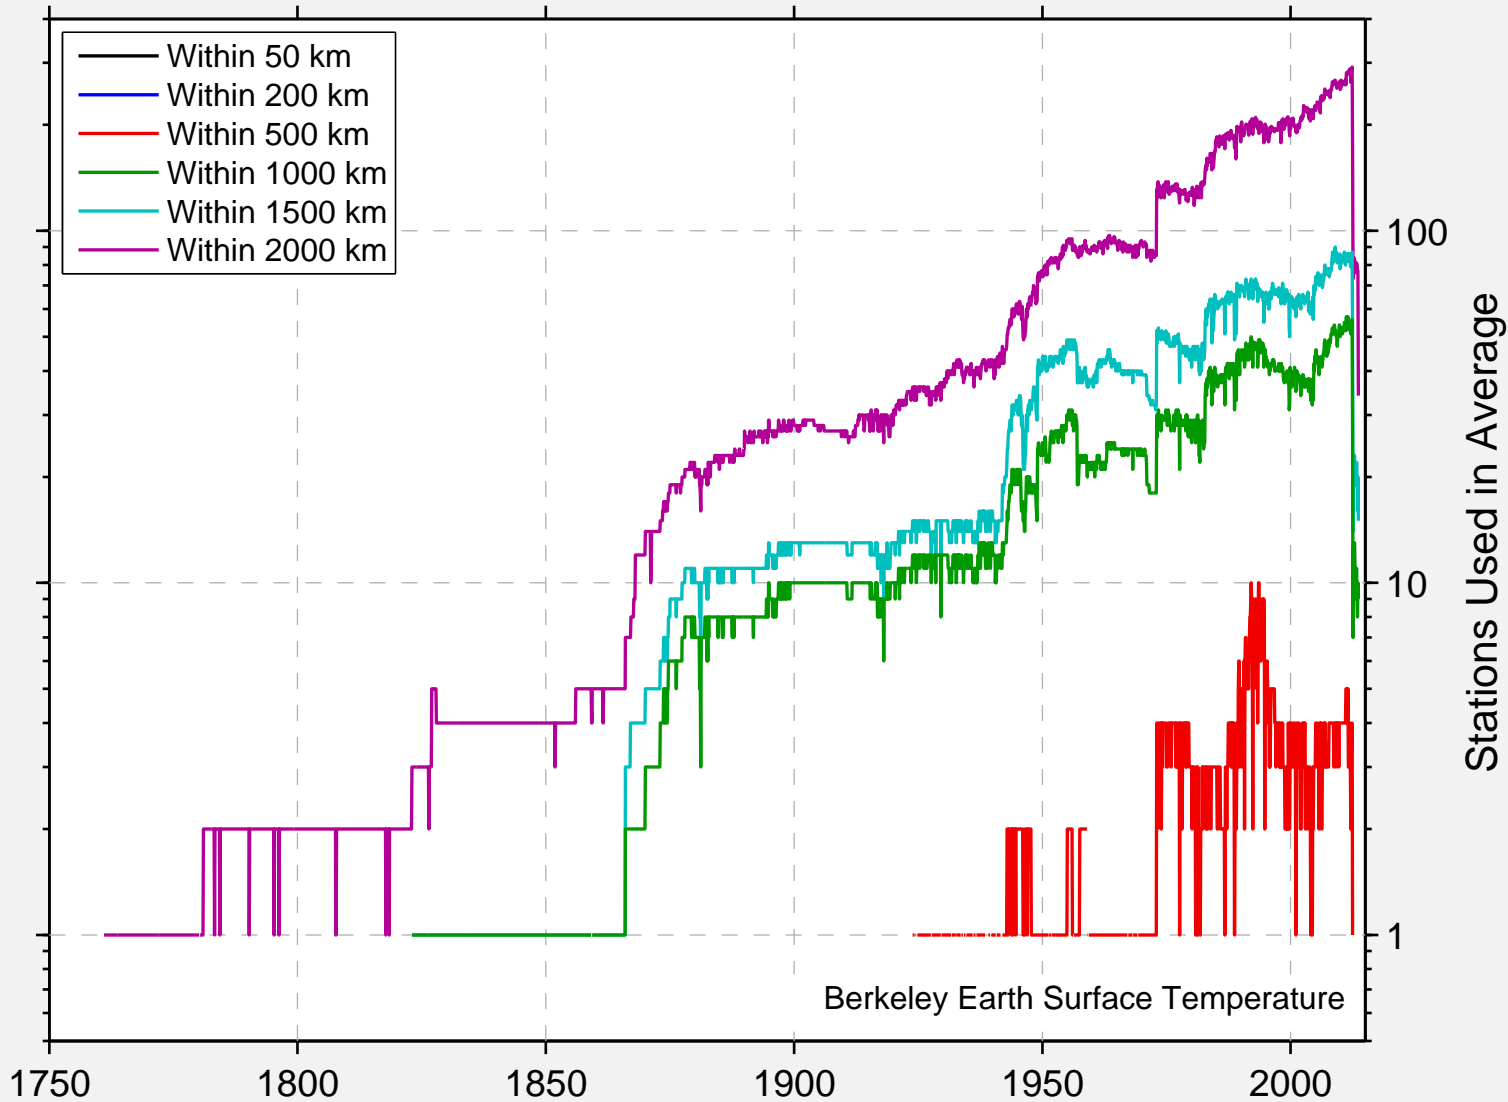 Within 50 km
Within 200 km
Within 500 km
Within 1000 km
Within 1500 km
Within 2000 km
100
10
1
Stations Used in Average
Berkeley Earth Surface Temperature
1750
1800
1850
1900
1950
2000